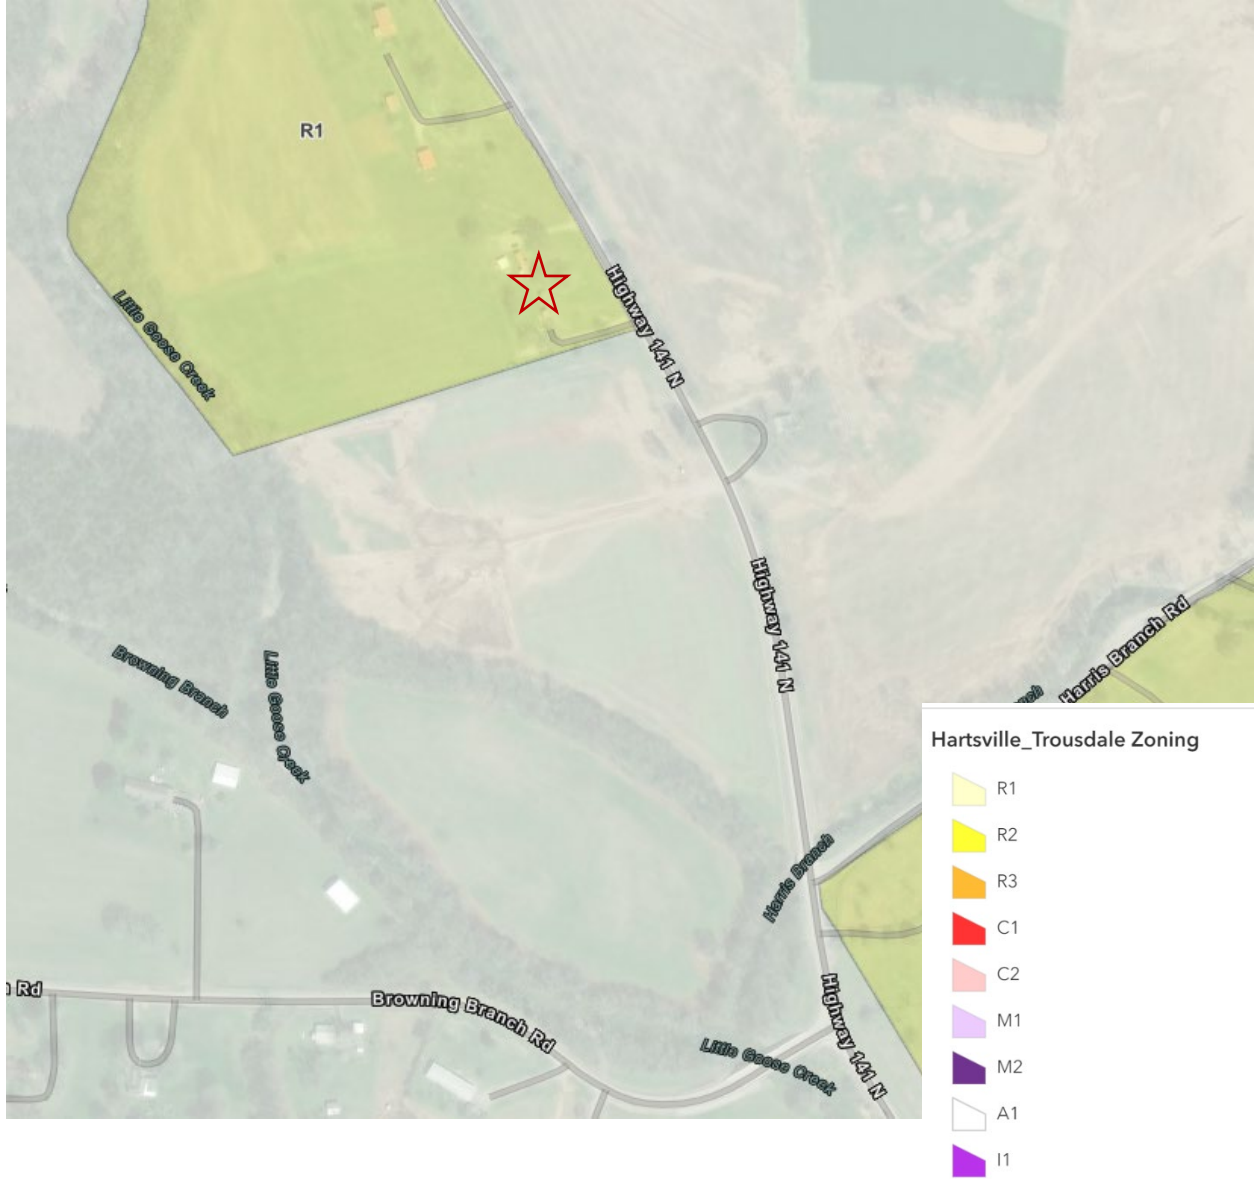 R1
Highway 141 N
Little Goose Creek
Highway 141 N
Harris Branch Rd
Browning Branch
Little Goose Creek
Hartsville_Trousdale Zoning
R1
R2
R3
C1
C2
M1
M2
A1
I1
Harris Branch
Rd
Browning Branch Rd
Highway 141 N
Little Goose Creek